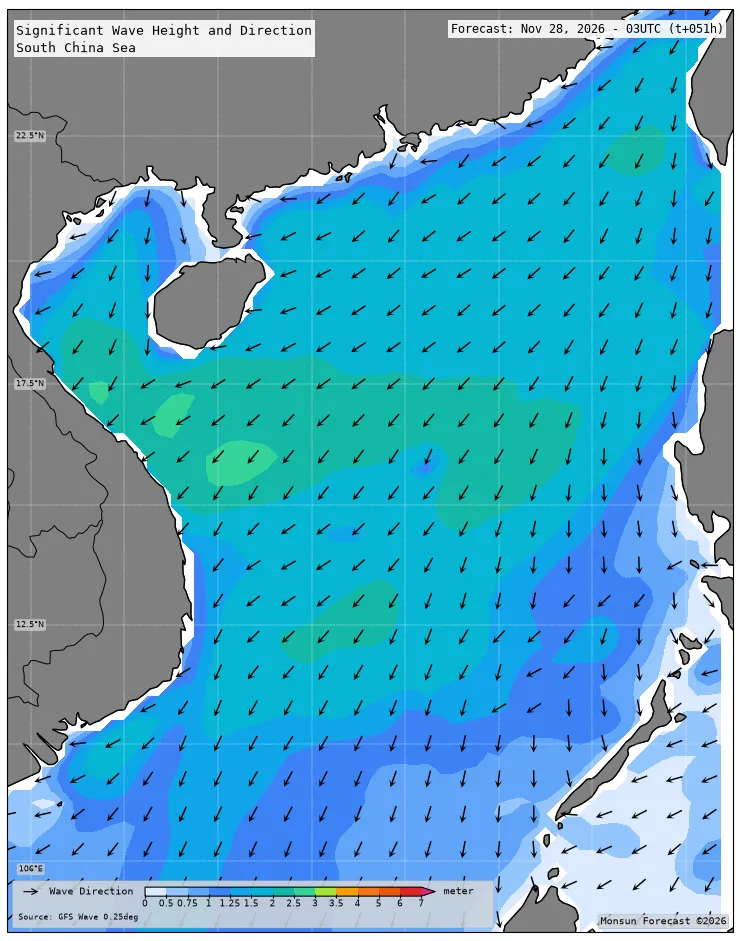 Significant Wave Height and Direction
South China Sea
Forecast: Nov 28, 2026 - 03UTC (t+051h)
22.5°N
17.5°N
12.5°N
106°E
Wave Direction
0 0.5 0.75 1 1.25 1.5 2 2.5 3 3.5 4 5 6 7
meter
Source: GFS Wave 0.25deg
Monsun Forecast ©2026